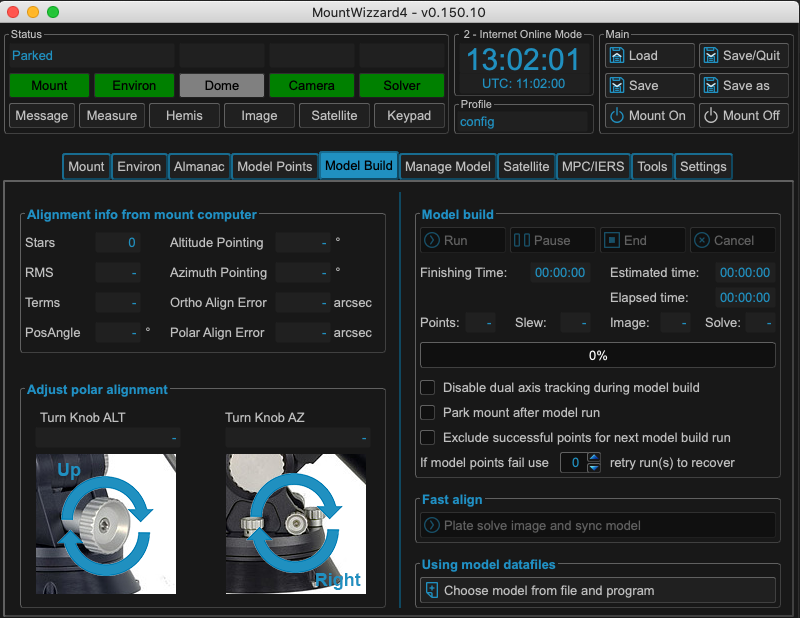 MountWizzard4 - v0.150.10
Status
Parked
Mount Environ Dome Camera Solver
Message Measure Hemis Image Satellite Keypad
2 - Internet Online Mode
13:02:01
UTC: 11:02:00
Profile
config
Main
Load Save/Quit
Save Save as
Mount On Mount Off
Mount Environ Almanac Model Points Model Build Manage Model Satellite MPC/IERS Tools Settings
Alignment info from mount computer
Stars 0 Altitude Pointing - °
RMS - Azimuth Pointing - °
Terms - Ortho Align Error - arcsec
PosAngle - ° Polar Align Error - arcsec
Adjust polar alignment
Turn Knob ALT Turn Knob AZ
- -
Up
Right
Model build
Run Pause End Cancel
Finishing Time: 00:00:00 Estimated time: 00:00:00
Elapsed time: 00:00:00
Points: - Slew: - Image: - Solve: -
0%
Disable dual axis tracking during model build
Park mount after model run
Exclude successful points for next model build run
If model points fail use 0 retry run(s) to recover
Fast align
Plate solve image and sync model
Using model datafiles
Choose model from file and program